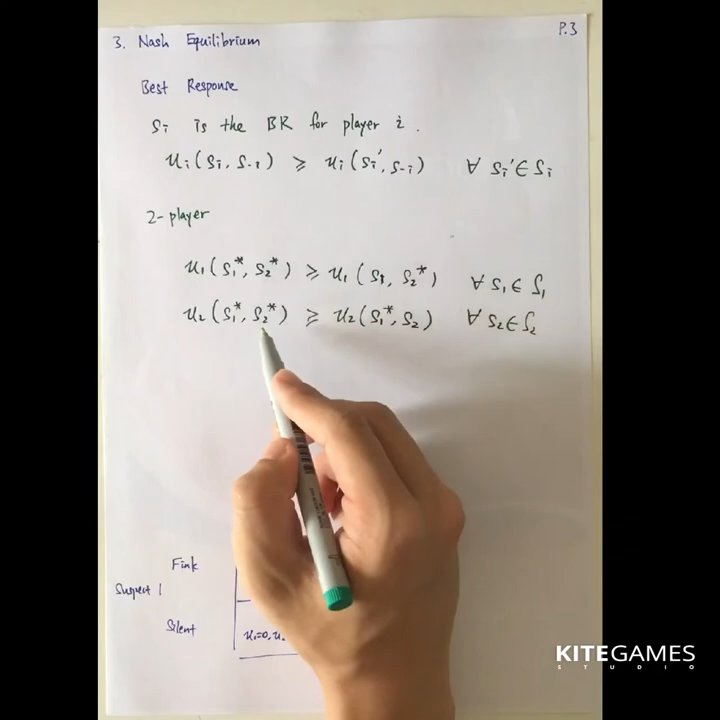 P.3
3. Nash Equilibrium
Best Response
Si is the BR for player i.
ui(si, s-i) ≥ ui(si', s-i) ∀ si' ∈ Si
2-player
u1(s1*, s2*) ≥ u1(s1, s2*) ∀ s1 ∈ S1
u2(s1*, s2*) ≥ u2(s1*, s2) ∀ s2 ∈ S2
Fink
Suspect 1
Silent
u1=0, u
KITEGAMES
STUDIO